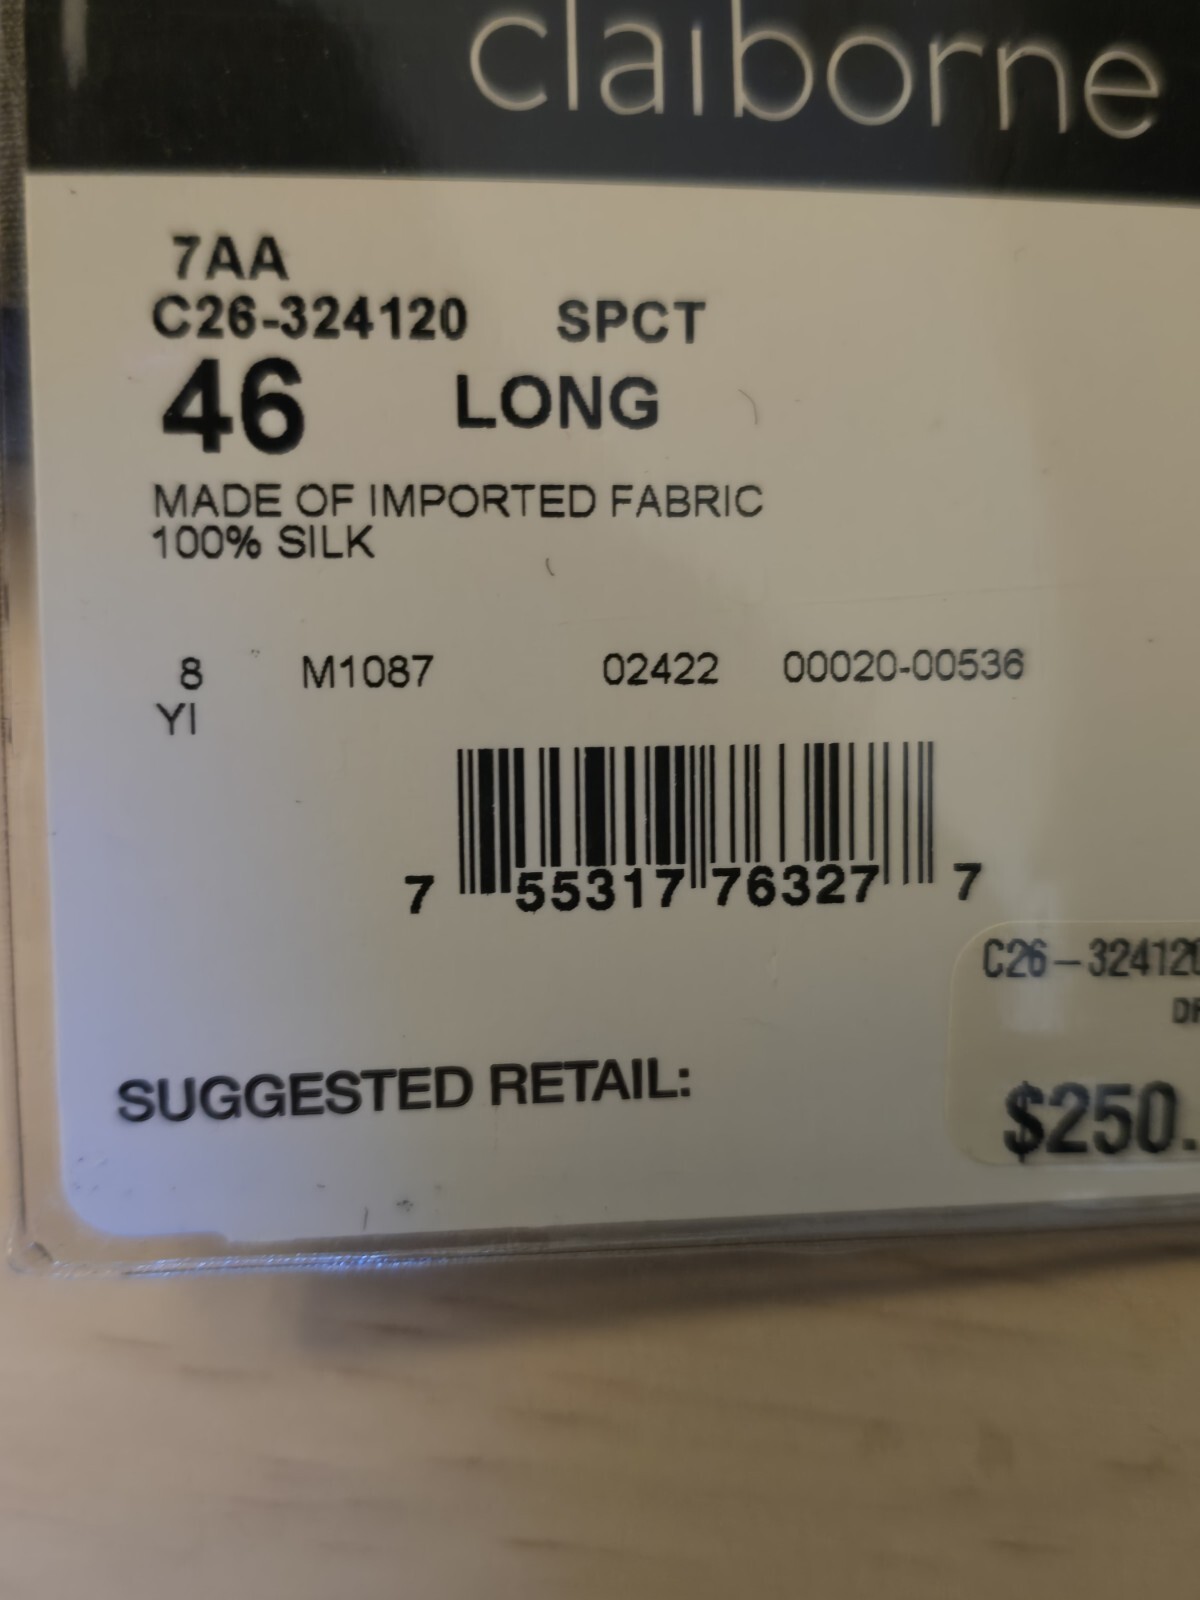 claiborne
7AA
C26-324120 SPCT
46 LONG
MADE OF IMPORTED FABRIC
100% SILK
8 M1087 02422 00020-00536
YI
7 55317 76327 7
C26-324120
SUGGESTED RETAIL:
$250.